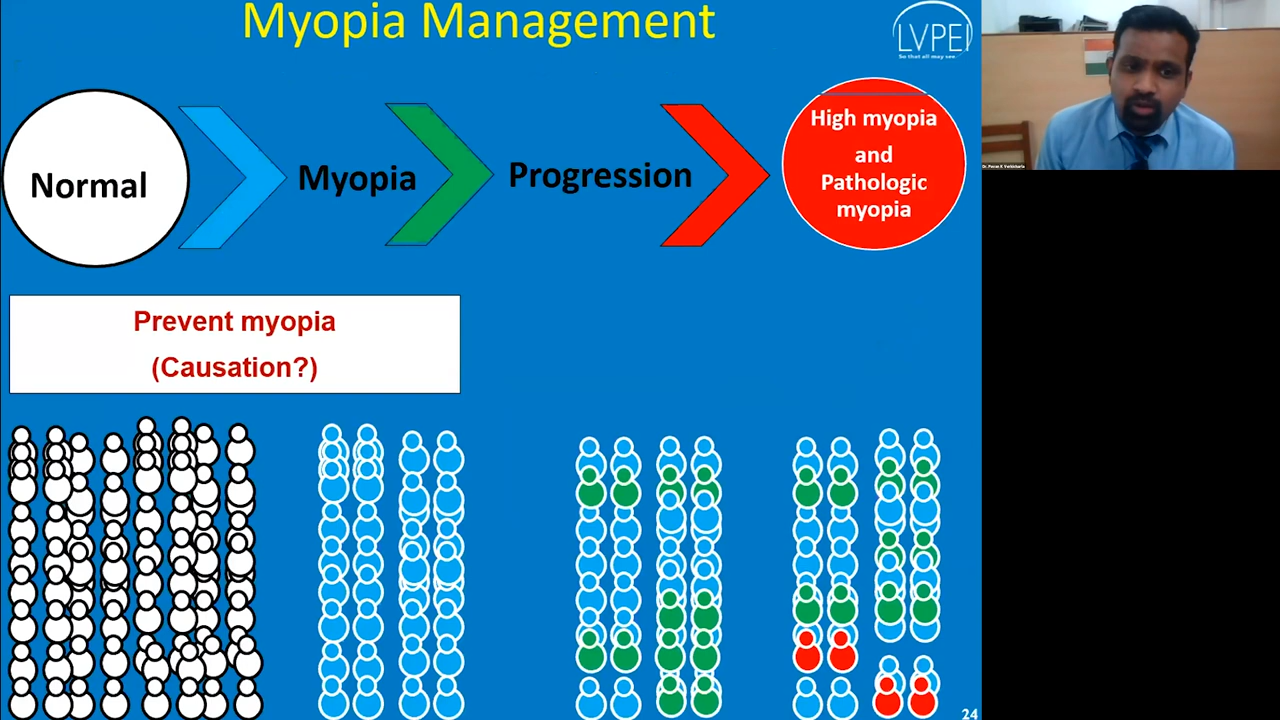 Myopia Management
LVPEI
So that all may see
Normal
Myopia
Progression
High myopia
and
Pathologic
myopia
Prevent myopia
(Causation?)
24